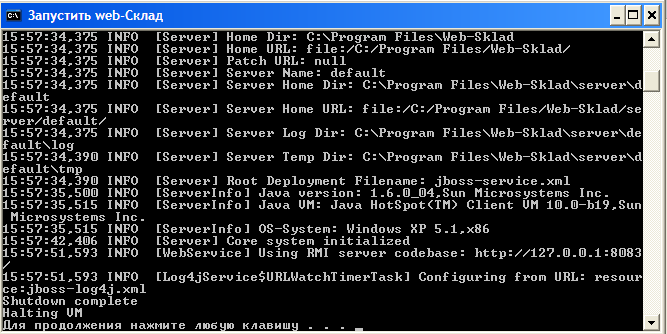 Запустить web-Склад
15:57:34,375 INFO  [Server] Home Dir: C:\Program Files\Web-Sklad
15:57:34,375 INFO  [Server] Home URL: file:/C:/Program Files/Web-Sklad/
15:57:34,375 INFO  [Server] Patch URL: null
15:57:34,375 INFO  [Server] Server Name: default
15:57:34,375 INFO  [Server] Server Home Dir: C:\Program Files\Web-Sklad\server\d
efault
15:57:34,375 INFO  [Server] Server Home URL: file:/C:/Program Files/Web-Sklad/se
rver/default/
15:57:34,375 INFO  [Server] Server Log Dir: C:\Program Files\Web-Sklad\server\de
fault\log
15:57:34,390 INFO  [Server] Server Temp Dir: C:\Program Files\Web-Sklad\server\d
efault\tmp
15:57:34,390 INFO  [Server] Root Deployment Filename: jboss-service.xml
15:57:35,500 INFO  [ServerInfo] Java version: 1.6.0_04,Sun Microsystems Inc.
15:57:35,515 INFO  [ServerInfo] Java VM: Java HotSpot(TM) Client VM 10.0-b19,Sun
 Microsystems Inc.
15:57:35,515 INFO  [ServerInfo] OS-System: Windows XP 5.1,x86
15:57:42,406 INFO  [Server] Core system initialized
15:57:51,593 INFO  [WebService] Using RMI server codebase: http://127.0.0.1:8083
/
15:57:51,593 INFO  [Log4jService$URLWatchTimerTask] Configuring from URL: resour
ce:jboss-log4j.xml
Shutdown complete
Halting VM
Для продолжения нажмите любую клавишу . . .